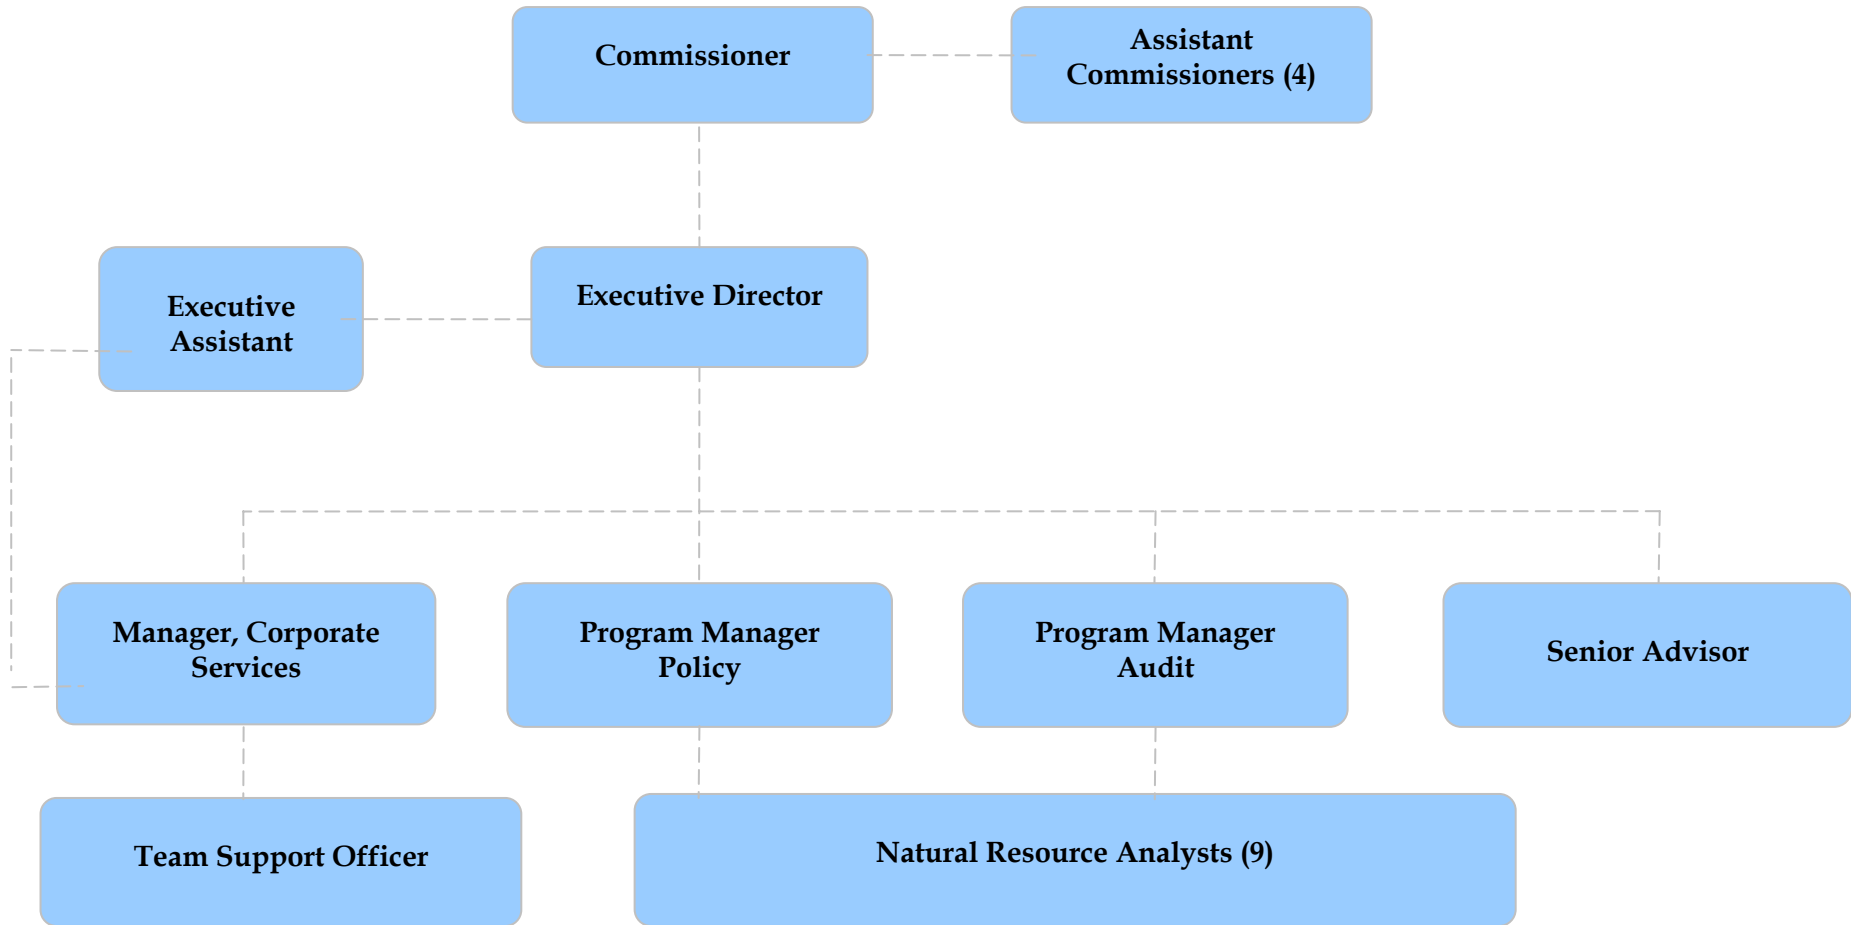 Commissioner
Assistant
Commissioners (4)
Executive
Assistant
Executive Director
Manager, Corporate
Services
Program Manager
Policy
Program Manager
Audit
Senior Advisor
Team Support Officer
Natural Resource Analysts (9)